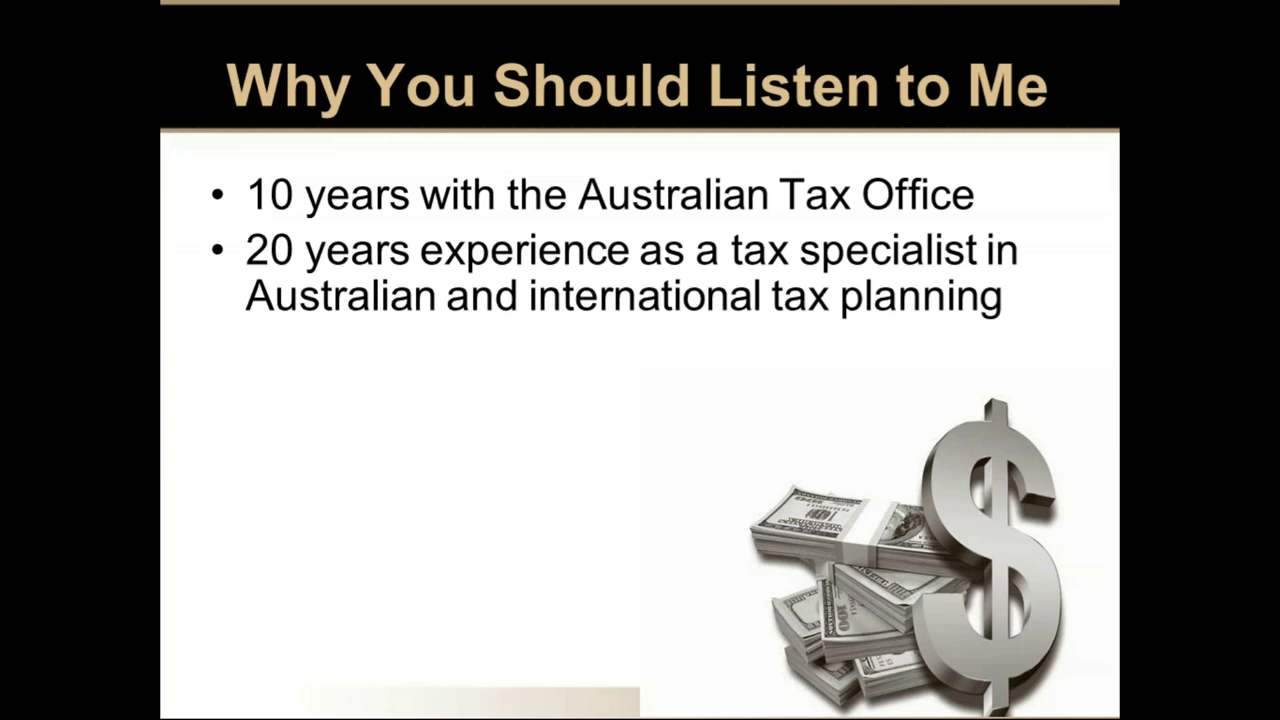 Why You Should Listen to Me
• 10 years with the Australian Tax Office
• 20 years experience as a tax specialist in
Australian and international tax planning
100